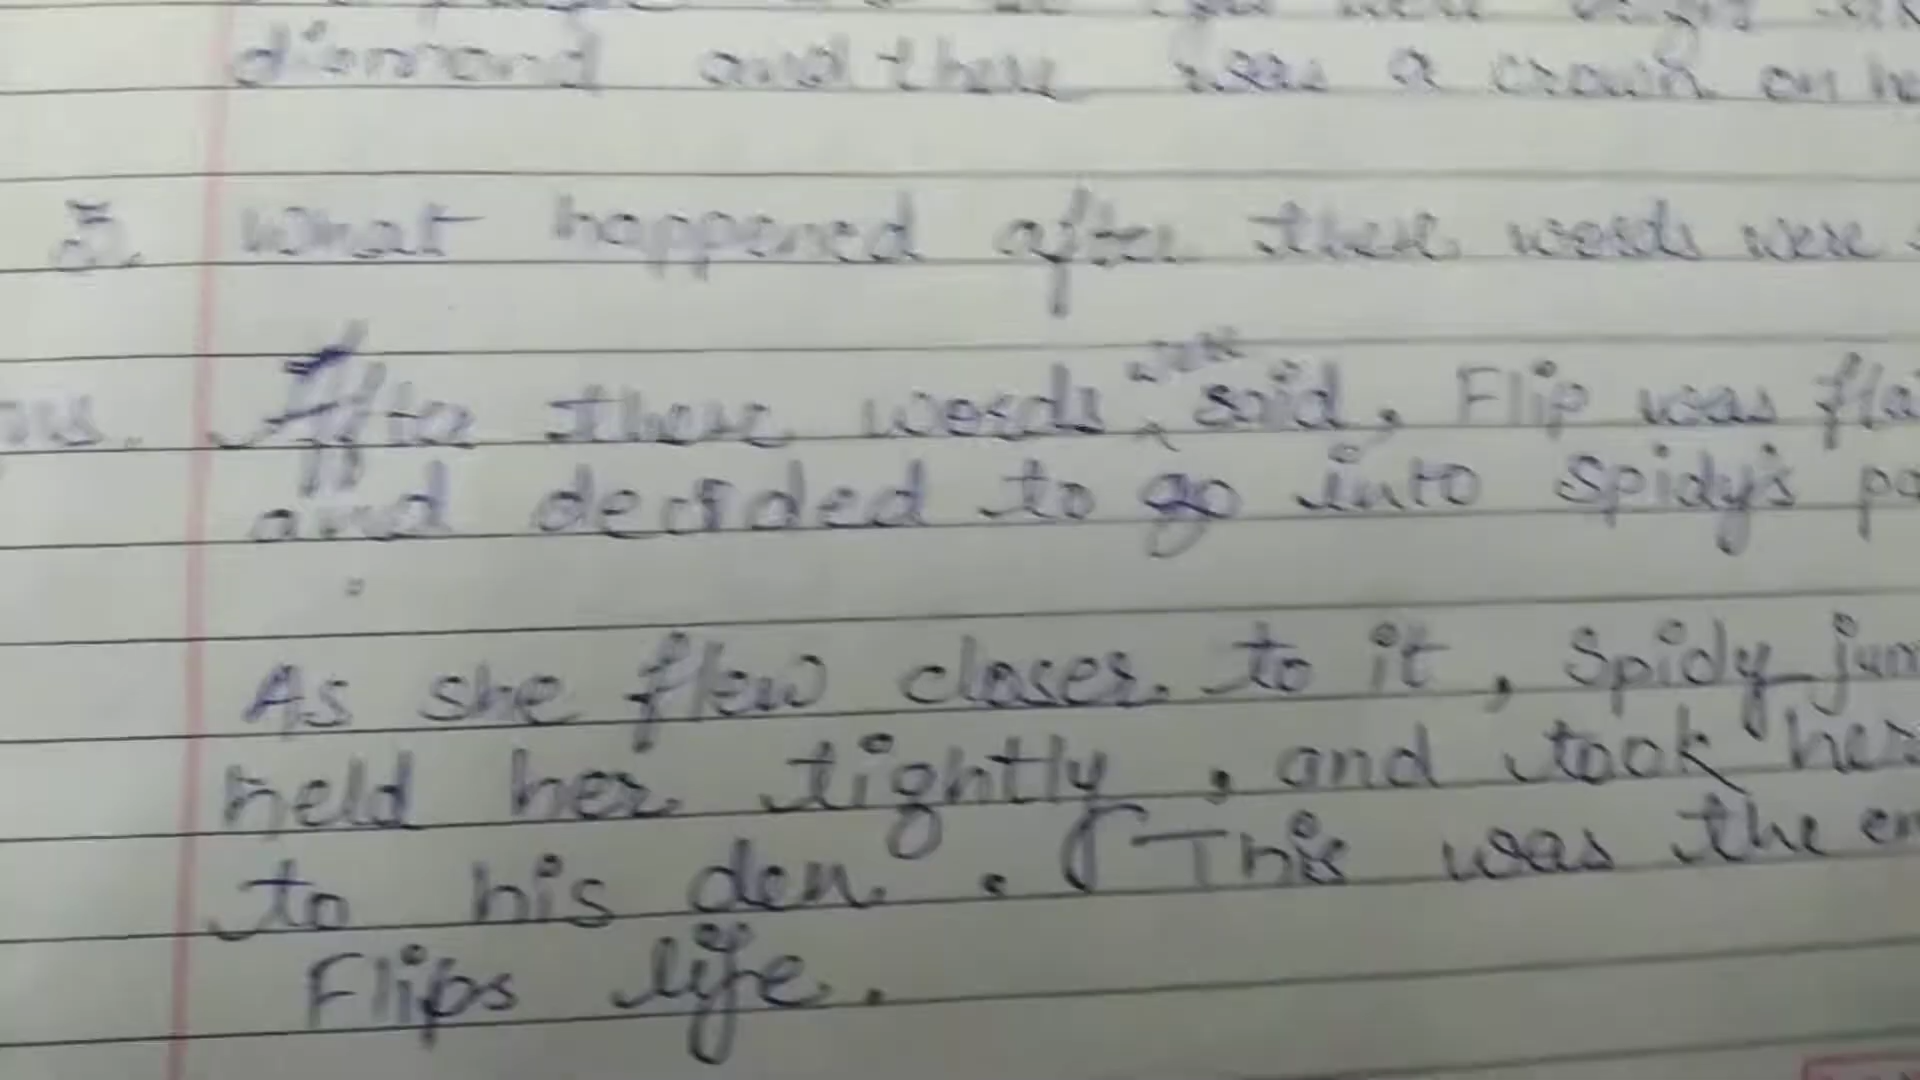 diamond and there was a crown on
5. What happened after these words were
Ans. After these words were said, Flip was
and decided to go into Spidy's
As she flew closer to it, Spidy
held her tightly, and took her
to his den. This was the
Flips life.